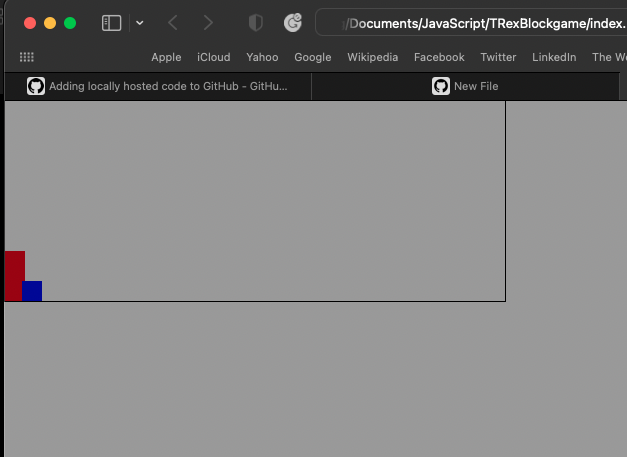 /Documents/JavaScript/TRexBlockgame/index.
Apple iCloud Yahoo Google Wikipedia Facebook Twitter LinkedIn The W
Adding locally hosted code to GitHub - GitHu... New File